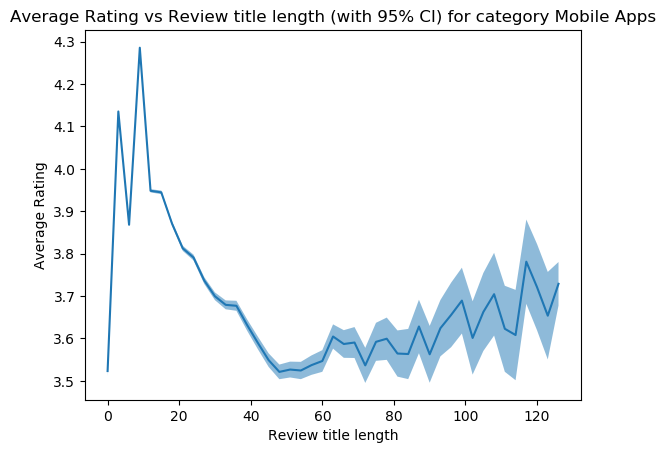 Average Rating vs Review title length (with 95% CI) for category Mobile Apps
4.3
4.2
4.1
4.0
3.9
3.8
3.7
3.6
3.5
Average Rating
0 20 40 60 80 100 120
Review title length